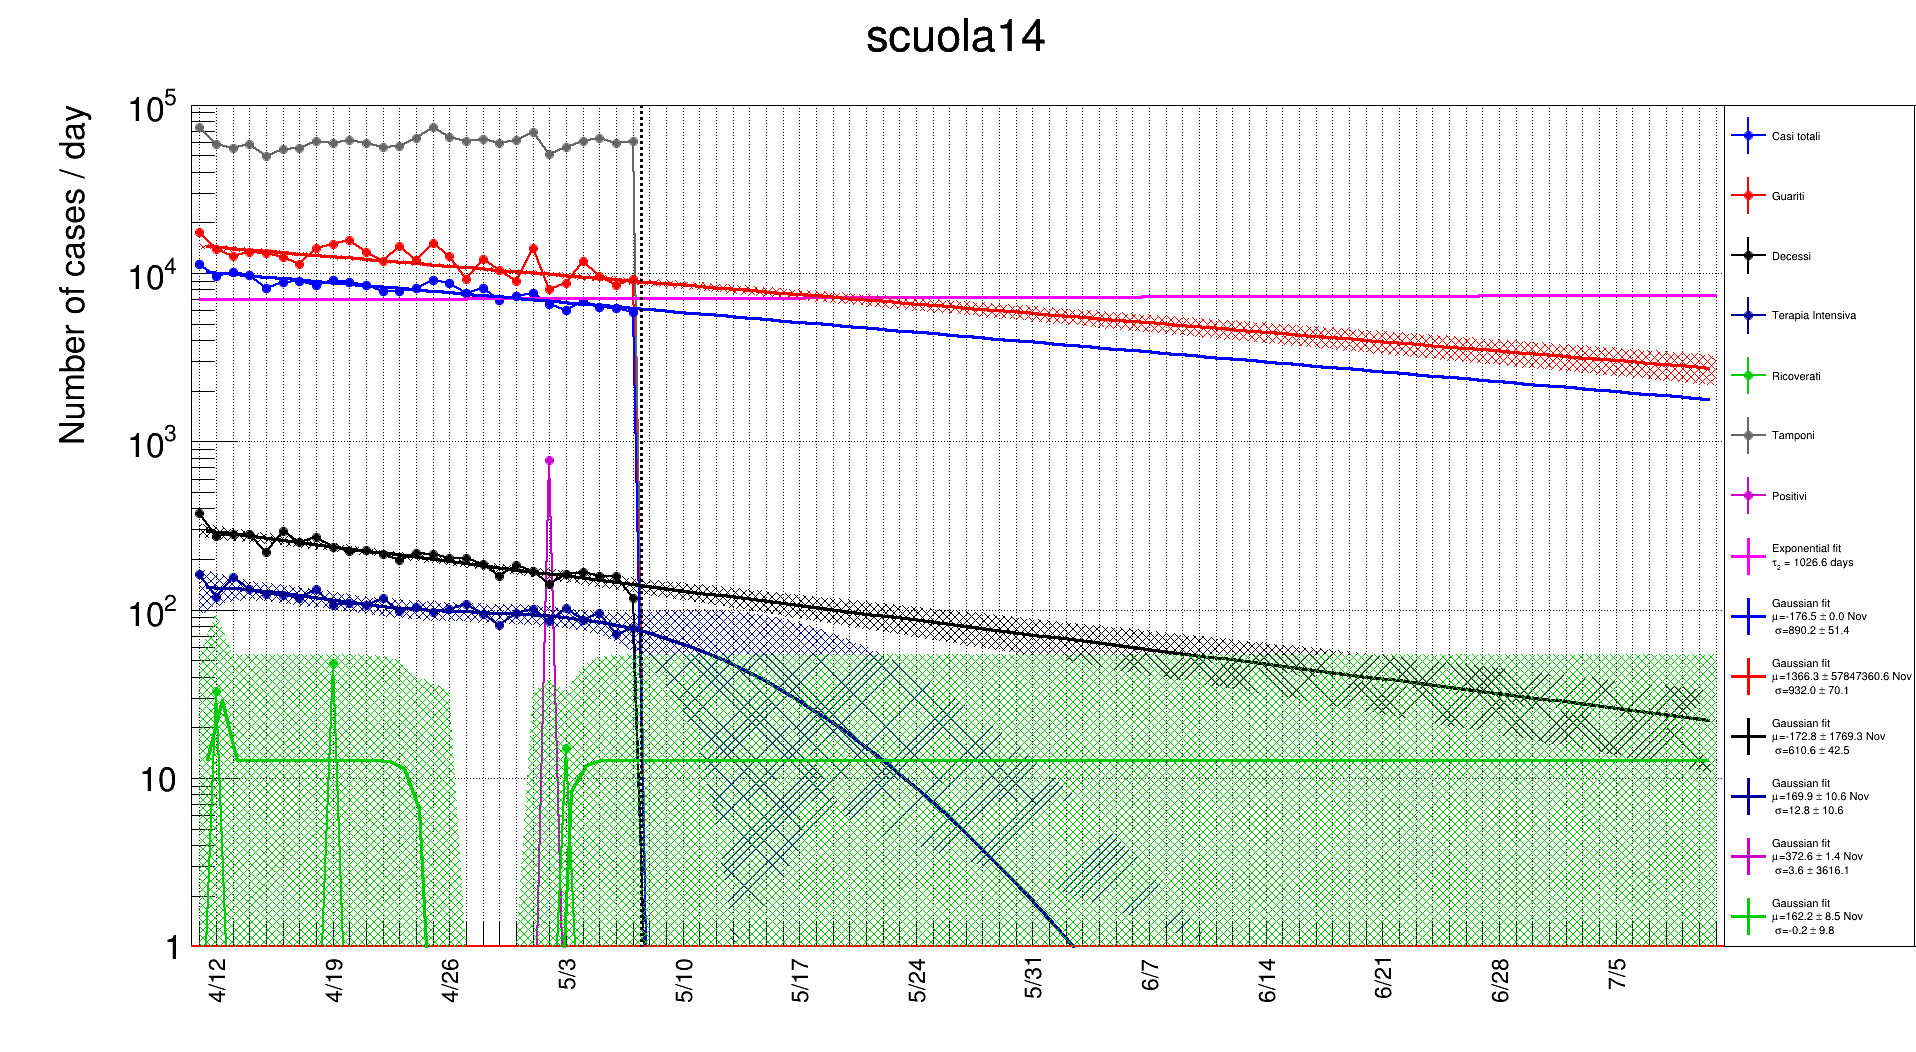 scuola14
Number of cases / day
10^5
10^4
10^3
10^2
10
1
4/12
4/19
4/26
5/3
5/10
5/17
5/24
5/31
6/7
6/14
6/21
6/28
7/5
Casi totali
Guariti
Decessi
Terapia Intensiva
Ricoverati
Tamponi
Positivi
Exponential fit
τ₂ = 1026.6 days
Gaussian fit
μ=-176.5 ± 0.0 Nov
σ=890.2 ± 51.4
Gaussian fit
μ=1366.3 ± 57847360.6 Nov
σ=932.0 ± 70.1
Gaussian fit
μ=-172.8 ± 1769.3 Nov
σ=610.6 ± 42.5
Gaussian fit
μ=169.9 ± 10.6 Nov
σ=12.8 ± 10.6
Gaussian fit
μ=372.6 ± 1.4 Nov
σ=3.6 ± 3616.1
Gaussian fit
μ=162.2 ± 8.5 Nov
σ=-0.2 ± 9.8